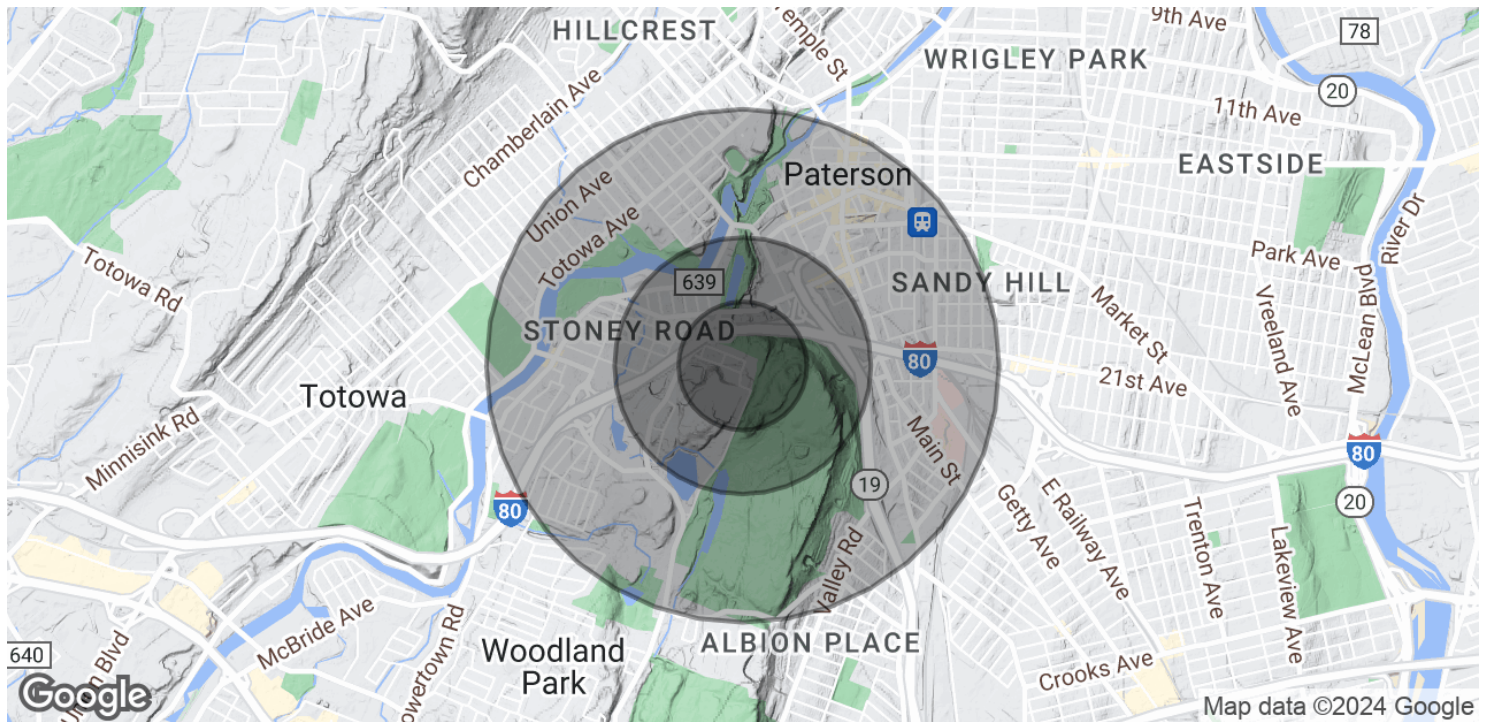 HILLCREST
Temple St
9th Ave
78
WRIGLEY PARK
20
11th Ave
Chamberlain Ave
EASTSIDE
Paterson
Union Ave
Totowa Ave
River Dr
Park Ave
Totowa Rd
639
SANDY HILL
Market St
Vreeland Ave
McLean Blvd
STONEY ROAD
80
21st Ave
Totowa
Minnisink Rd
Main St
80
19
80
20
Getty Ave
E Railway Ave
Trenton Ave
Lakeview Ave
Valley Rd
McBride Ave
Woodland
Park
ALBION PLACE
640
Crooks Ave
Union Blvd
owertown Rd
Google
Map data ©2024 Google